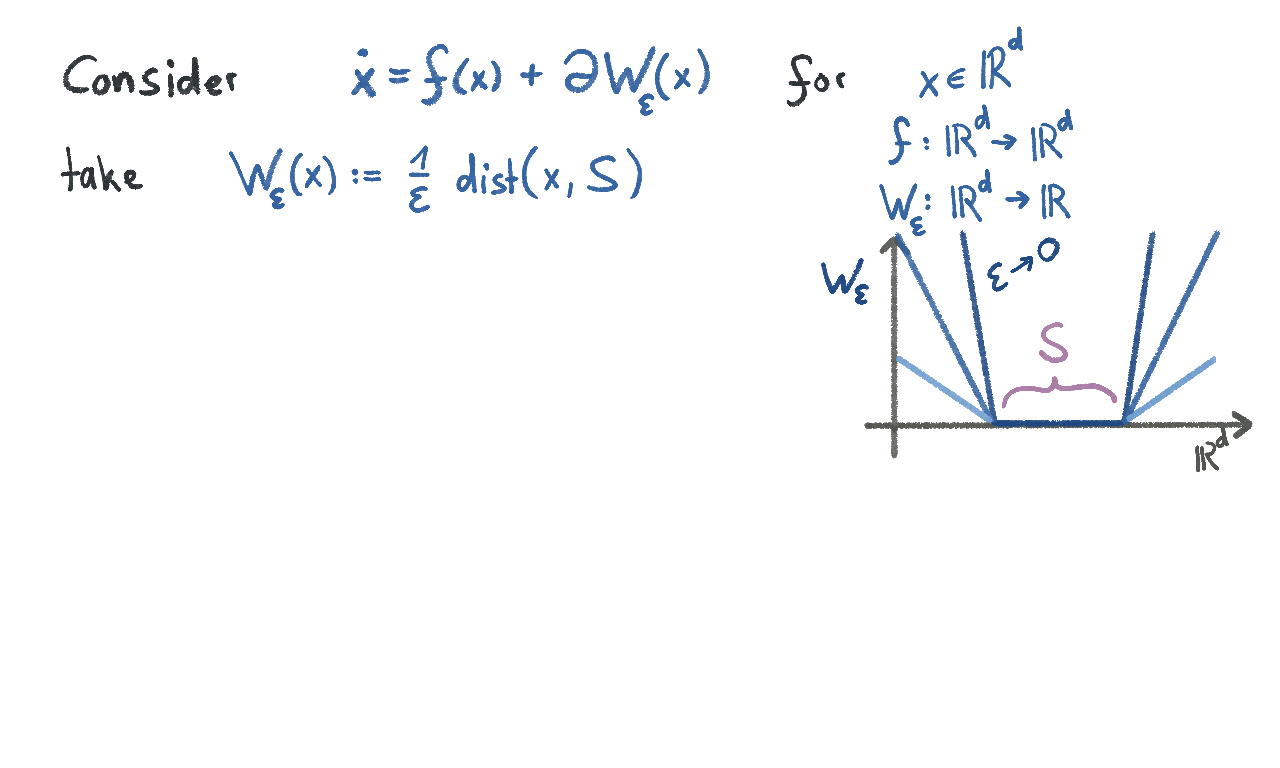 Consider ẋ = f(x) + ∂W_ε(x) for x ∈ ℝ^d
f : ℝ^d → ℝ^d
take W_ε(x) := 1/ε dist(x, S)
W_ε : ℝ^d → ℝ
W_ε
ε → 0
S
ℝ^d